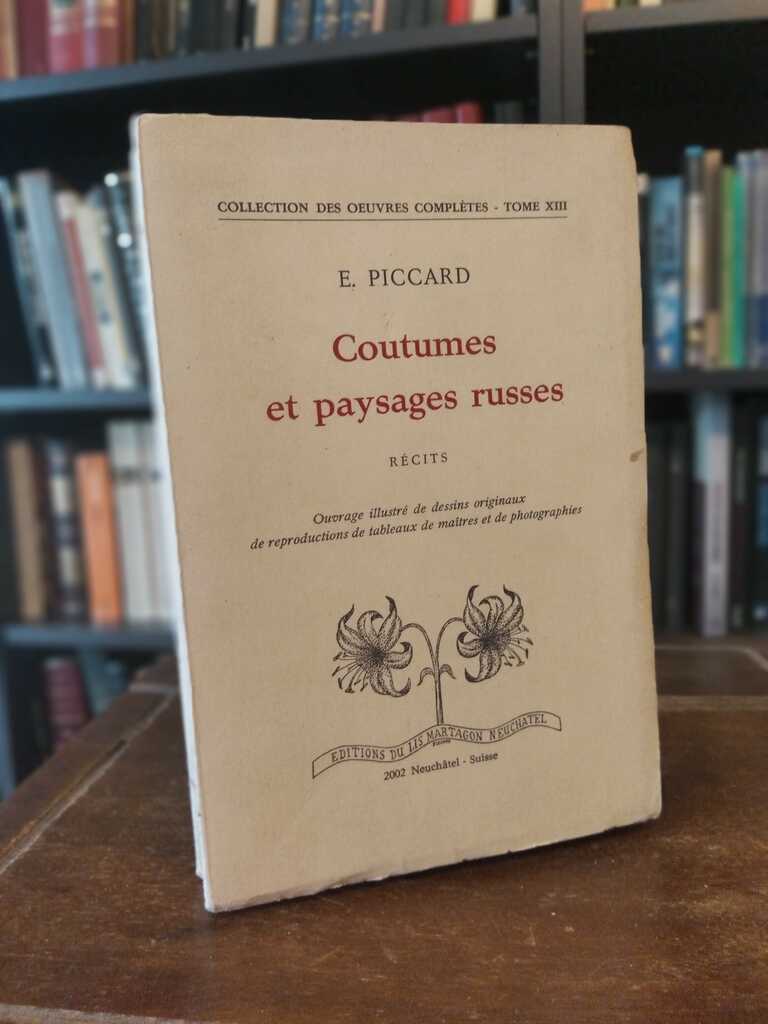 COLLECTION DES OEUVRES COMPLÈTES - TOME XIII
E. PICCARD
Coutumes
et paysages russes
RÉCITS
Ouvrage illustré de dessins originaux
de reproductions de tableaux de maîtres et de photographies
EDITIONS DU LIS MARTAGON NEUCHATEL
2002 Neuchâtel - Suisse